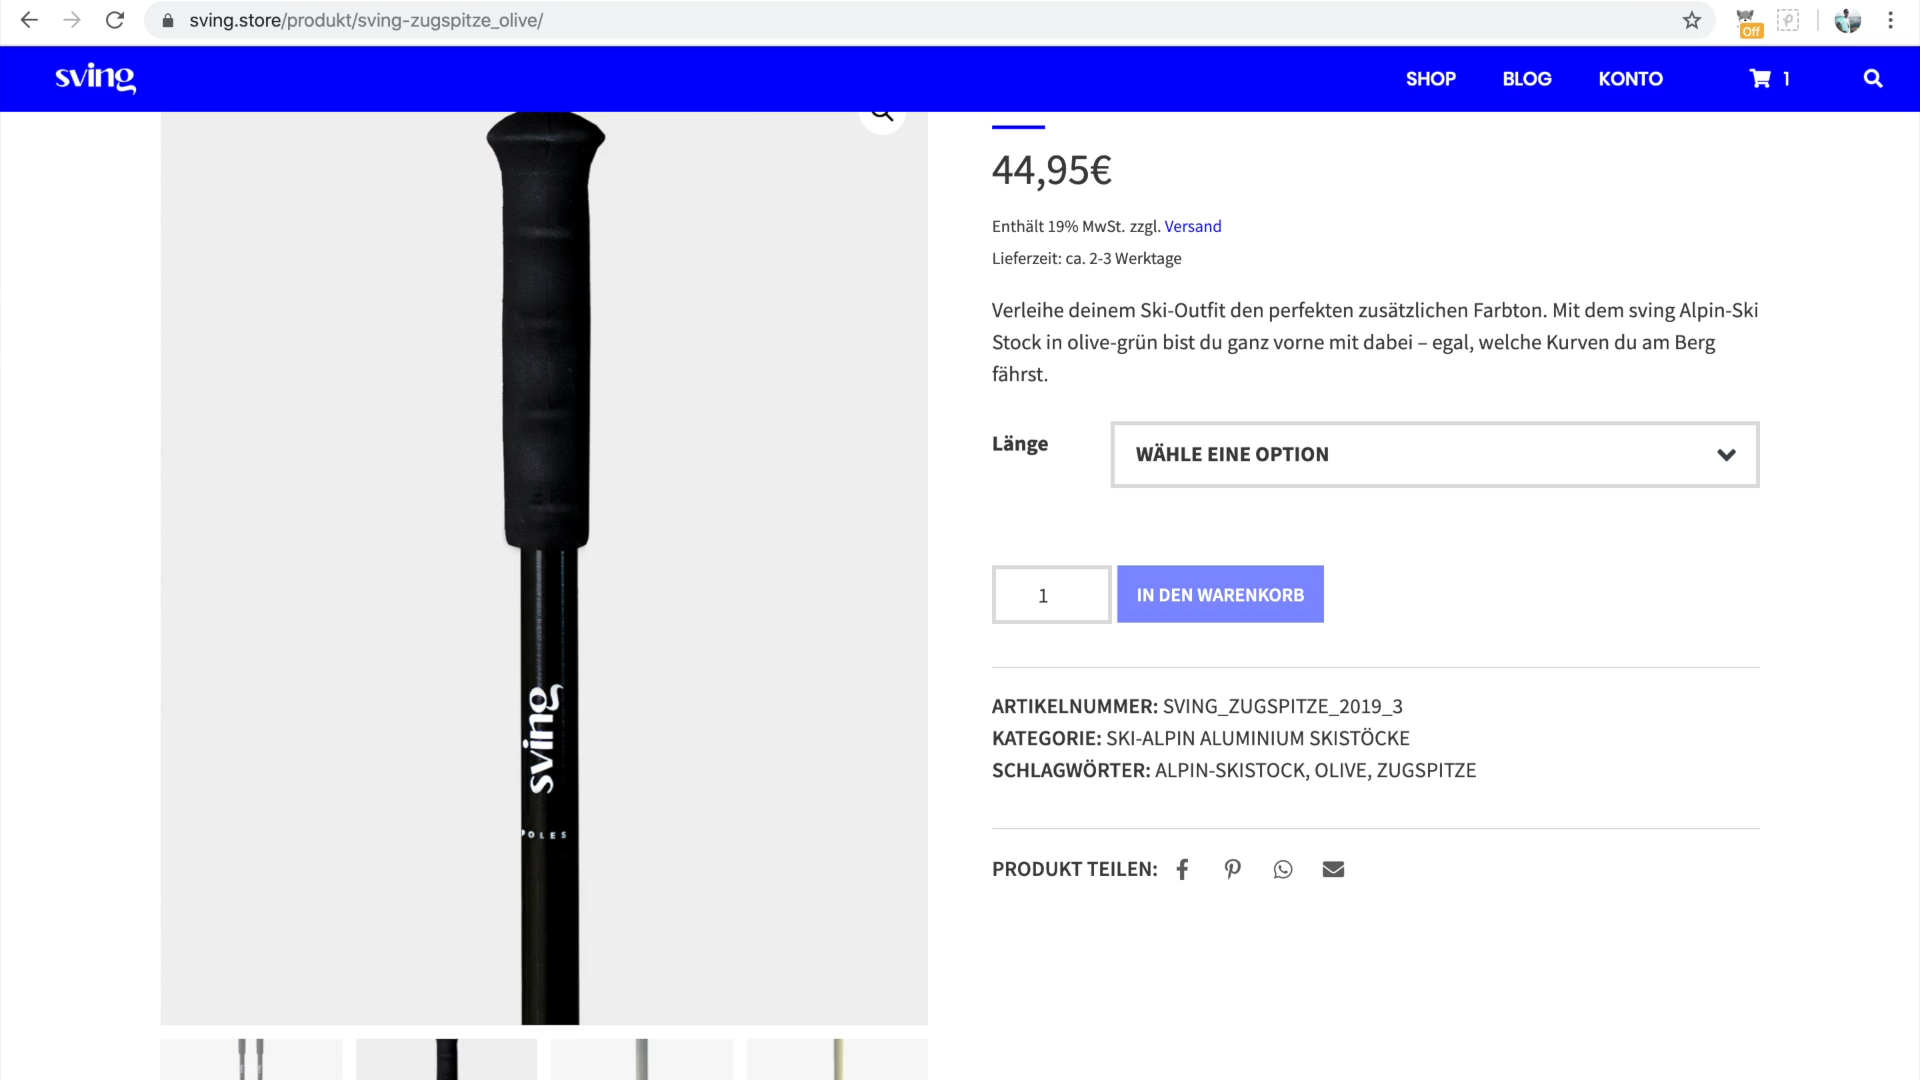 sving.store/produkt/sving-zugspitze_olive/
Off
sving
SHOP
BLOG
KONTO
1
44,95€
Enthält 19% MwSt. zzgl. Versand
Lieferzeit: ca. 2-3 Werktage
Verleihe deinem Ski-Outfit den perfekten zusätzlichen Farbton. Mit dem sving Alpin-Ski
Stock in olive-grün bist du ganz vorne mit dabei – egal, welche Kurven du am Berg
fährst.
Länge
WÄHLE EINE OPTION
1
IN DEN WARENKORB
ARTIKELNUMMER: SVING_ZUGSPITZE_2019_3
KATEGORIE: SKI-ALPIN ALUMINIUM SKISTÖCKE
SCHLAGWÖRTER: ALPIN-SKISTOCK, OLIVE, ZUGSPITZE
PRODUKT TEILEN:
sving
POLES